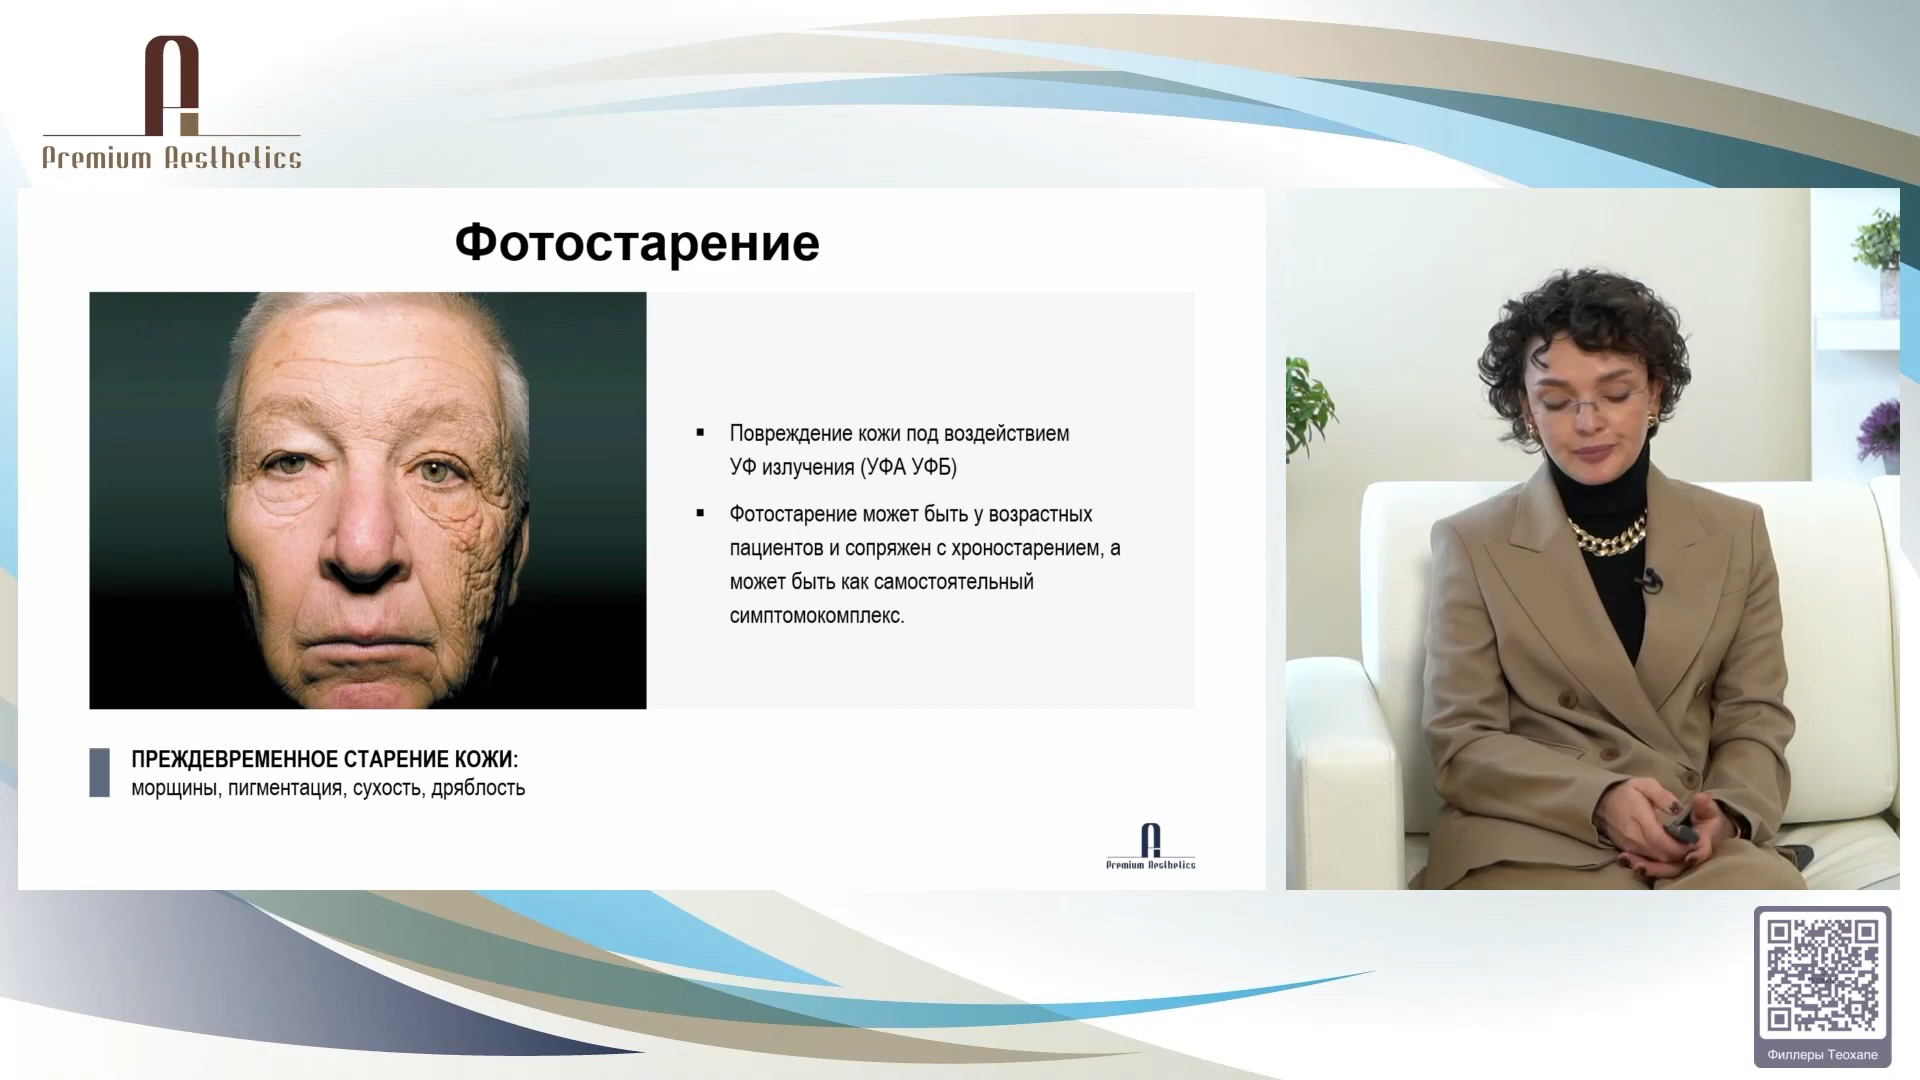 Premium Aesthetics
Фотостарение
▪ Повреждение кожи под воздействием
УФ излучения (УФА УФБ)
▪ Фотостарение может быть у возрастных
пациентов и сопряжен с хроностарением, а
может быть как самостоятельный
симптомокомплекс.
ПРЕЖДЕВРЕМЕННОЕ СТАРЕНИЕ КОЖИ:
морщины, пигментация, сухость, дряблость
Premium Aesthetics
Филлеры Теохапе